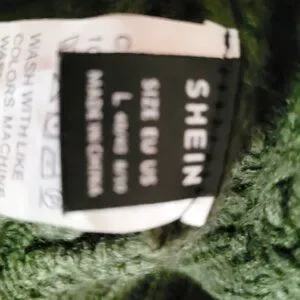 SHEIN
SIZE EU US
L
MADE IN CHINA
WASH WITH LIKE
COLORS MACHINE